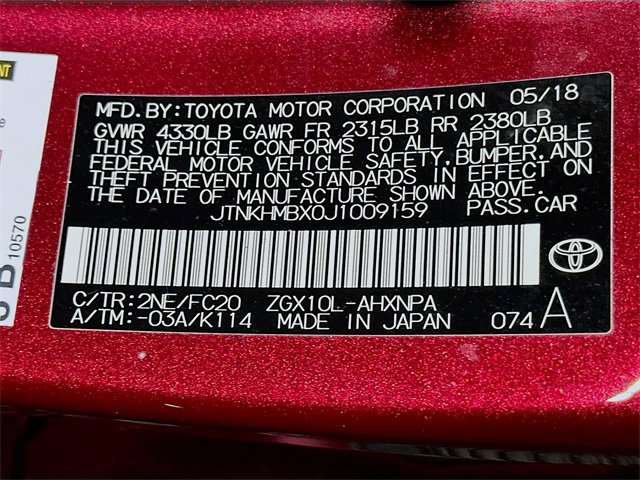 MFD.BY:TOYOTA MOTOR CORPORATION 05/18
GVWR 4330LB GAWR FR 2315LB RR 2380LB
THIS VEHICLE CONFORMS TO ALL APPLICABLE
FEDERAL MOTOR VEHICLE SAFETY,BUMPER,AND
THEFT PREVENTION STANDARDS IN EFFECT ON
THE DATE OF MANUFACTURE SHOWN ABOVE.
JTNKHMBX0J1009159 PASS.CAR
C/TR:2NE/FC20 ZGX10L-AHXNPA
A/TM:-03A/K114 MADE IN JAPAN 074A
10570